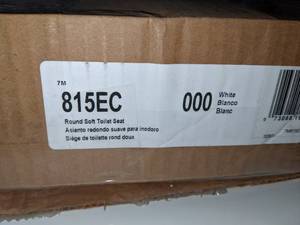 7M
815EC
000
White
Blanco
Blanc
Round Soft Toilet Seat
Asiento redondo suave para inodoro
Siège de toilette rond doux